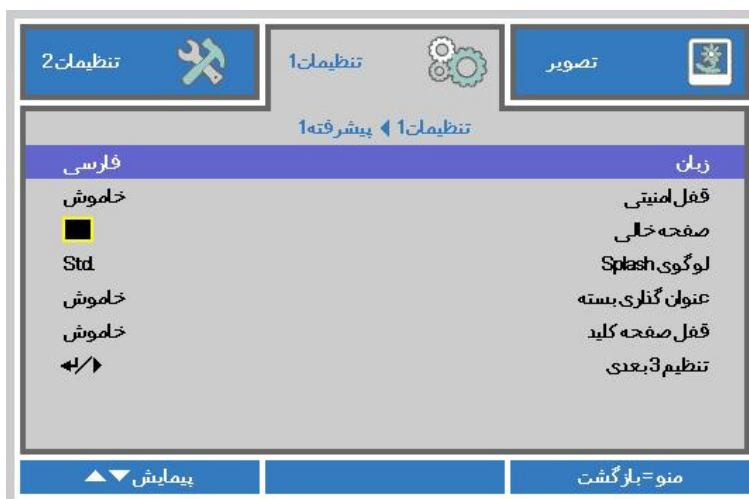 تصویر
تنظیمات1
تنظیمات2
تنظیمات1 ◀ پیشرفته1
زبان فارسی
قفل امنیتی خاموش
صفحه خالی
لوگوی Splash Std.
عنوان گذاری بسته خاموش
قفل صفحه کلید خاموش
تنظیم 3 بعدی ↵/▶
منو=بازگشت
پیمایش▼▲